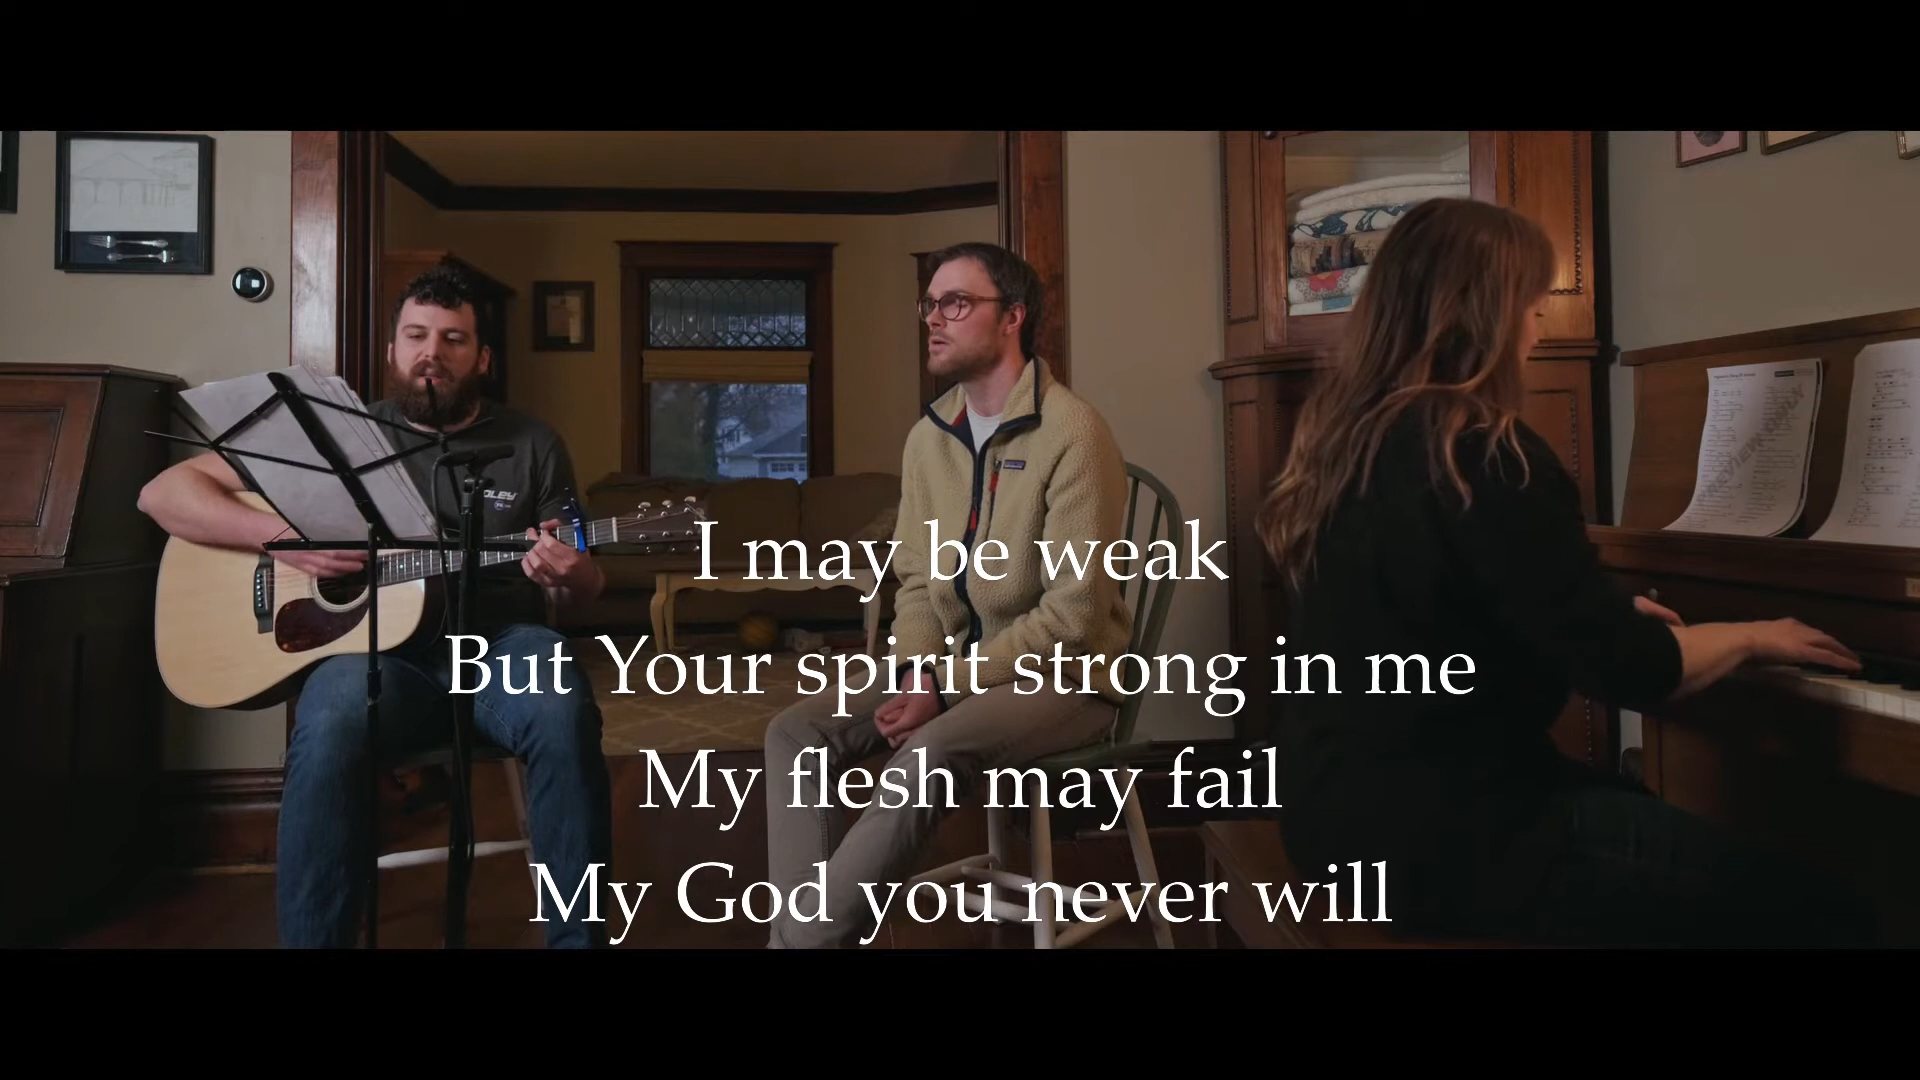 I may be weak
But Your spirit strong in me
My flesh may fail
My God you never will